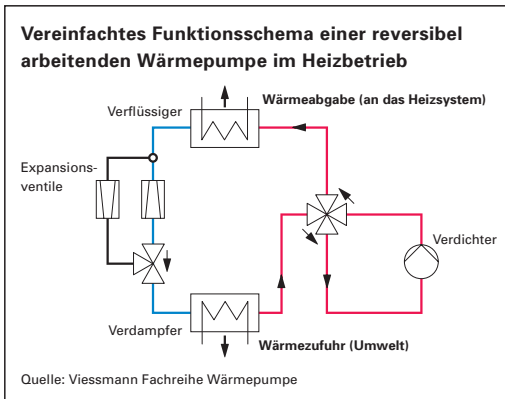 Vereinfachtes Funktionsschema einer reversibel
arbeitenden Wärmepumpe im Heizbetrieb
Verflüssiger
Wärmeabgabe (an das Heizsystem)
Expansions-
ventile
Verdichter
Verdampfer
Wärmezufuhr (Umwelt)
Quelle: Viessmann Fachreihe Wärmepumpe